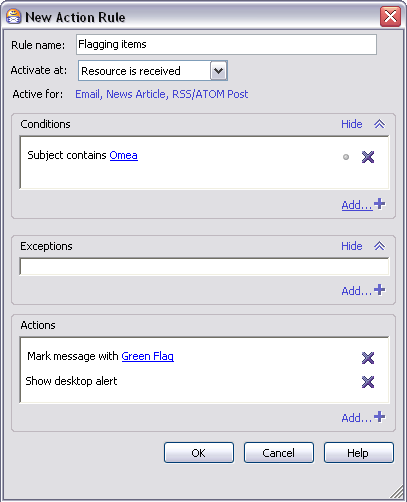 New Action Rule
Rule name: Flagging items
Activate at: Resource is received
Active for: Email, News Article, RSS/ATOM Post
Conditions Hide
Subject contains Omea
Add...
Exceptions Hide
Add...
Actions
Mark message with Green Flag
Show desktop alert
Add...
OK Cancel Help